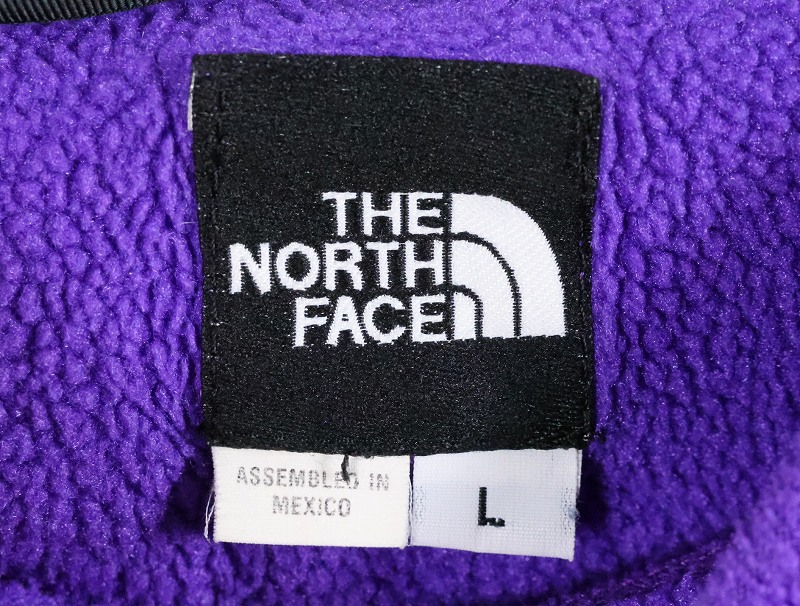 THE
NORTH
FACE
ASSEMBLED IN
MEXICO
L